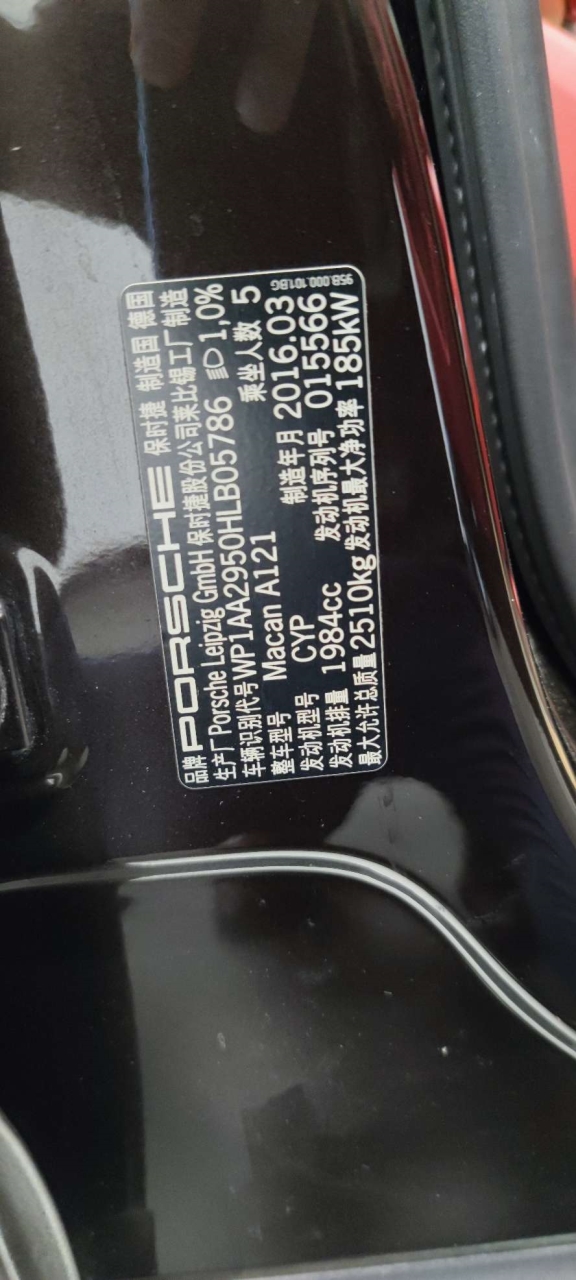 品牌 PORSCHE 保时捷 制造国 德国
生产厂 Porsche Leipzig GmbH 保时捷股份公司莱比锡工厂制造
车辆识别代号 WP1AA2950HLB05786 1,0%
整车型号 Macan A121 乘坐人数 5
发动机型号 CYP 制造年月 2016.03
发动机排量 1984cc 发动机序列号 015566
最大允许总质量 2510kg 发动机最大净功率 185kW
95B.000.101.BG